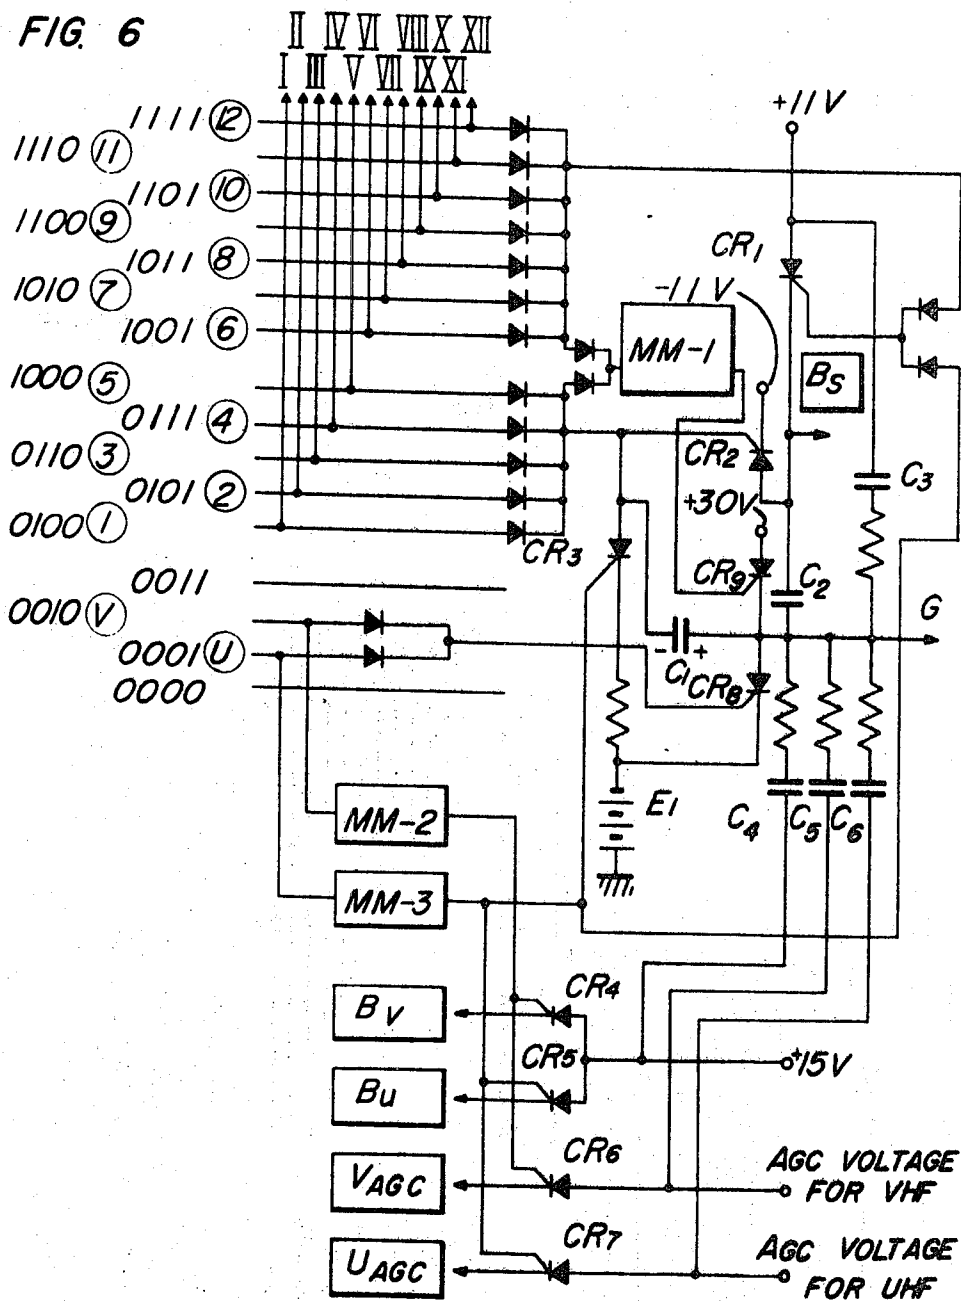 FIG. 6
II IV VI VIII X XII
I III V VII IX XI
+11V
1111 12
1110 11
1101 10
1100 9
1011 8
1010 7
1001 6
1000 5
0111 4
0110 3
0101 2
0100 1
0011
0010 V
0001 U
0000
CR1
-11V
MM-1
BS
CR2
+30V
C3
CR3
CR9
C2
G
- C1 +
CR8
E1
C4 C5 C6
MM-2
MM-3
CR4
BV
CR5
+15V
Bu
CR6
VAGC
AGC VOLTAGE
FOR VHF
CR7
UAGC
AGC VOLTAGE
FOR UHF